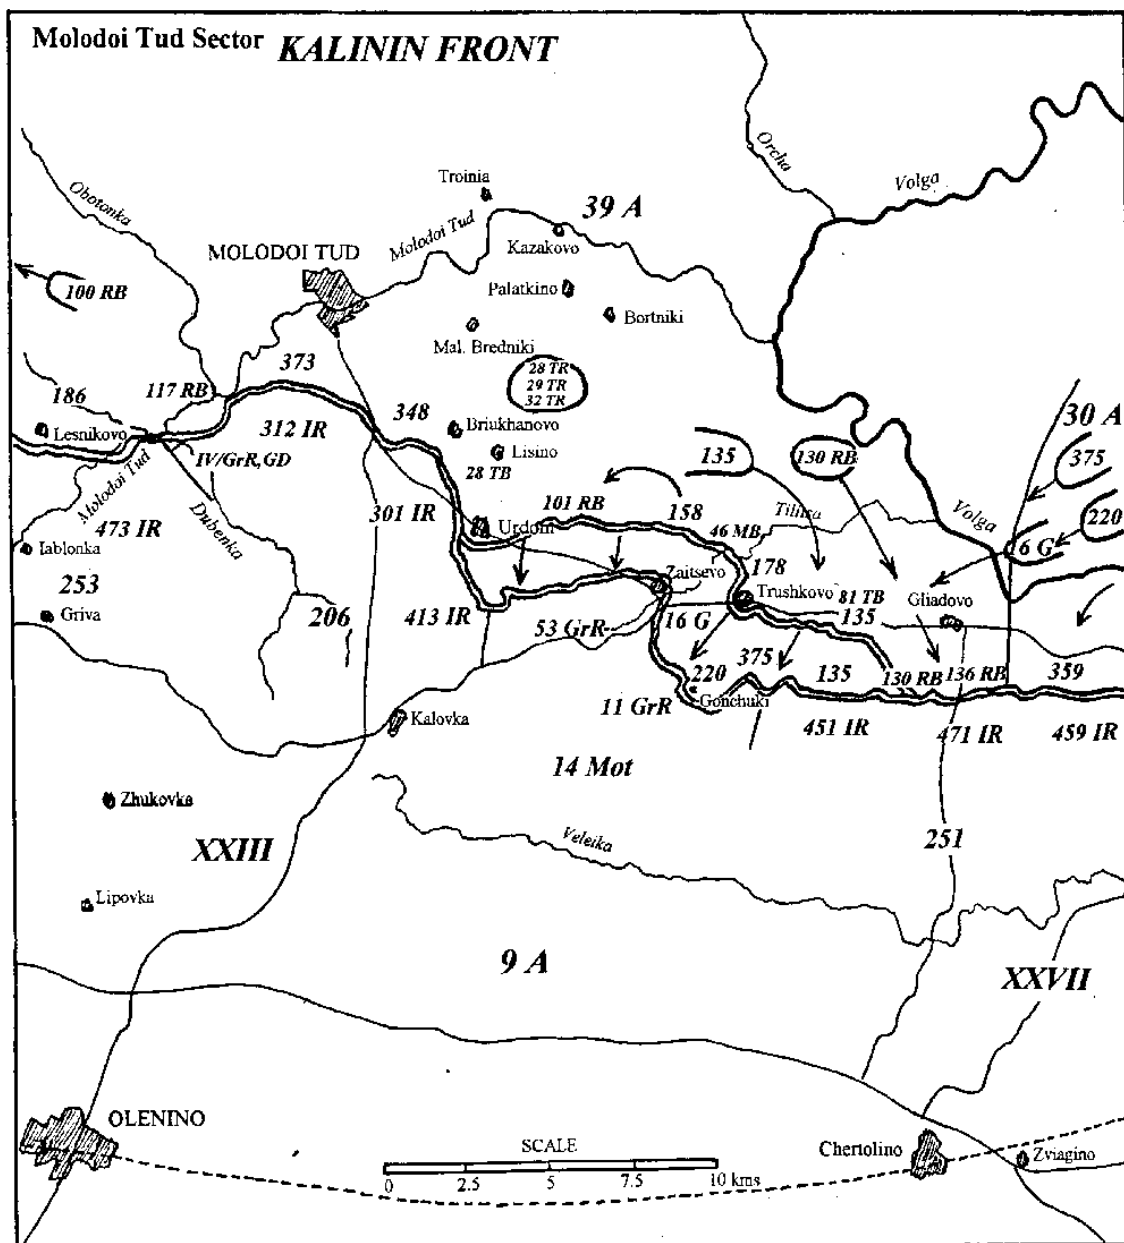 Molodoi Tud Sector KALININ FRONT
Orcha
Volga
Obotonka
Troinia
39 A
Molodoi Tud
Kazakovo
MOLODOI TUD
100 RB
Palatkino
Bortniki
Mal. Bredniki
373
28 TR
29 TR
32 TR
117 RB
186
348
30 A
Lesnikovo
312 IR
Briukhanovo
Lisino
135
130 RB
375
IV/GrR, GD
28 TB
Molodoi Tud
Dubenka
473 IR
301 IR
101 RB
158
Tilitsa
Volga
220
Urdom
46 MB
16 G
Iablonka
253
Zaitsevo
178
Trushkovo
81 TB
Gliadovo
Griva
206
413 IR
53 GrR
16 G
135
220
375
135
130 RB
136 RB
359
11 GrR
Gonchuki
451 IR
471 IR
459 IR
Kalovka
14 Mot
Zhukovka
XXIII
Veleika
251
Lipovka
9 A
XXVII
OLENINO
SCALE
0 2.5 5 7.5 10 kms
Chertolino
Zviagino